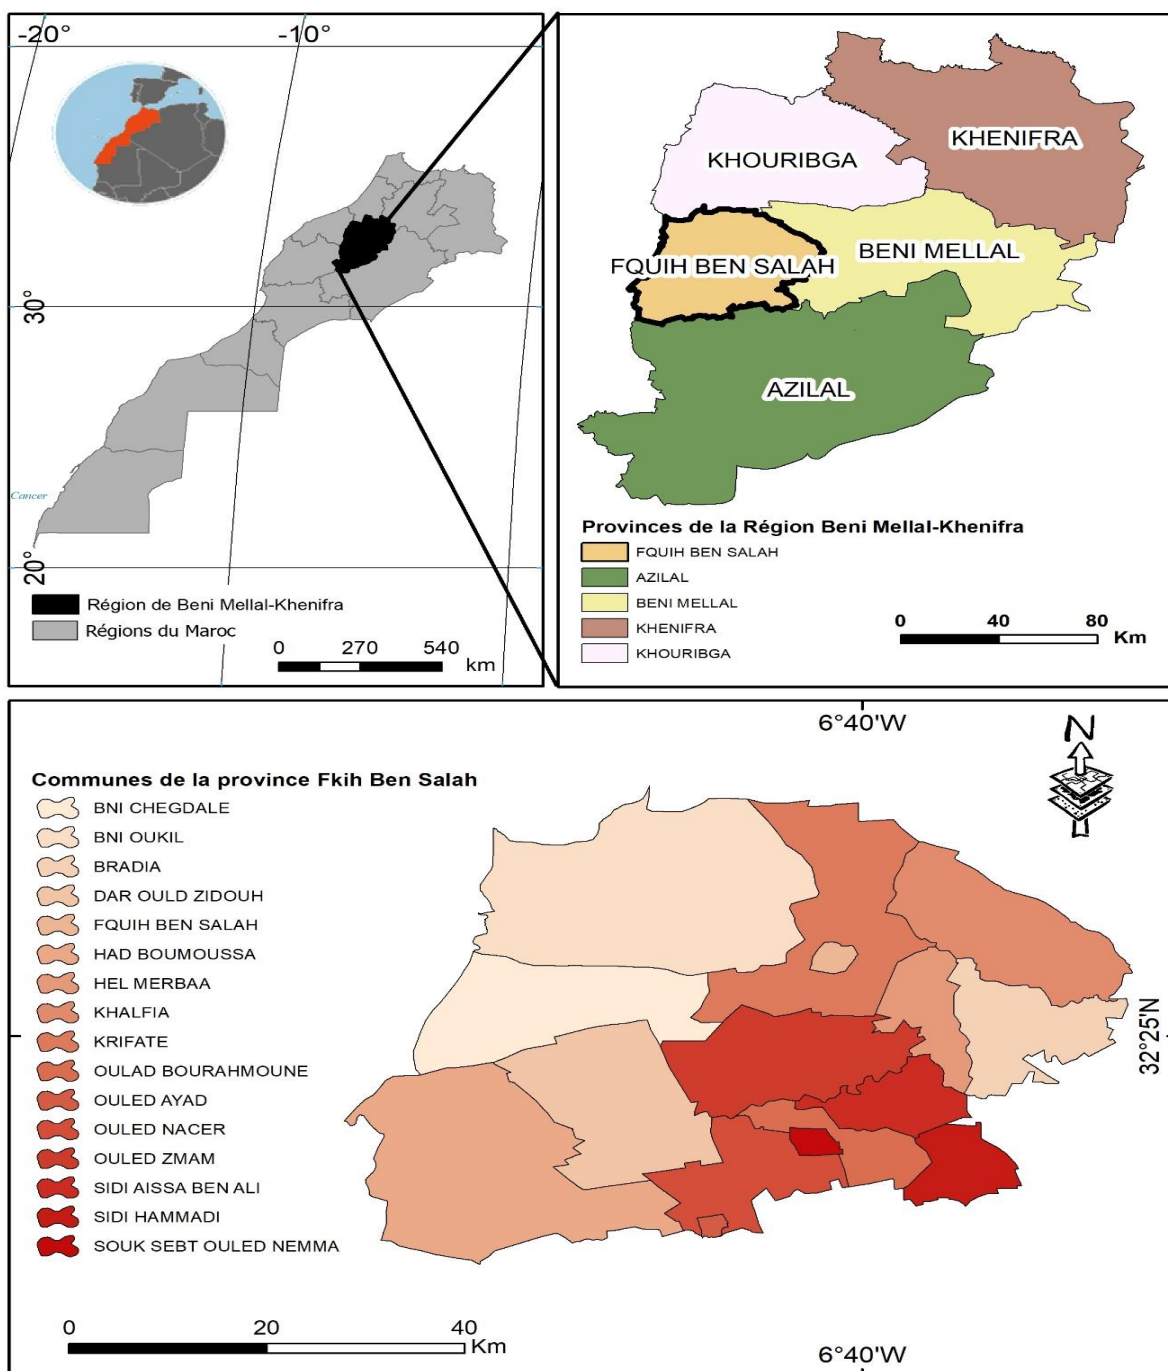 -20°
-10°
30°
20°
Cancer
Région de Beni Mellal-Khenifra
Régions du Maroc
0 270 540
km
KHENIFRA
KHOURIBGA
BENI MELLAL
FQUIH BEN SALAH
AZILAL
Provinces de la Région Beni Mellal-Khenifra
FQUIH BEN SALAH
AZILAL
BENI MELLAL
KHENIFRA
KHOURIBGA
0 40 80
Km
6°40'W
N
Communes de la province Fkih Ben Salah
BNI CHEGDALE
BNI OUKIL
BRADIA
DAR OULD ZIDOUH
FQUIH BEN SALAH
HAD BOUMOUSSA
HEL MERBAA
KHALFIA
KRIFATE
OULAD BOURAHMOUNE
OULED AYAD
OULED NACER
OULED ZMAM
SIDI AISSA BEN ALI
SIDI HAMMADI
SOUK SEBT OULED NEMMA
32°25'N
0 20 40
Km
6°40'W